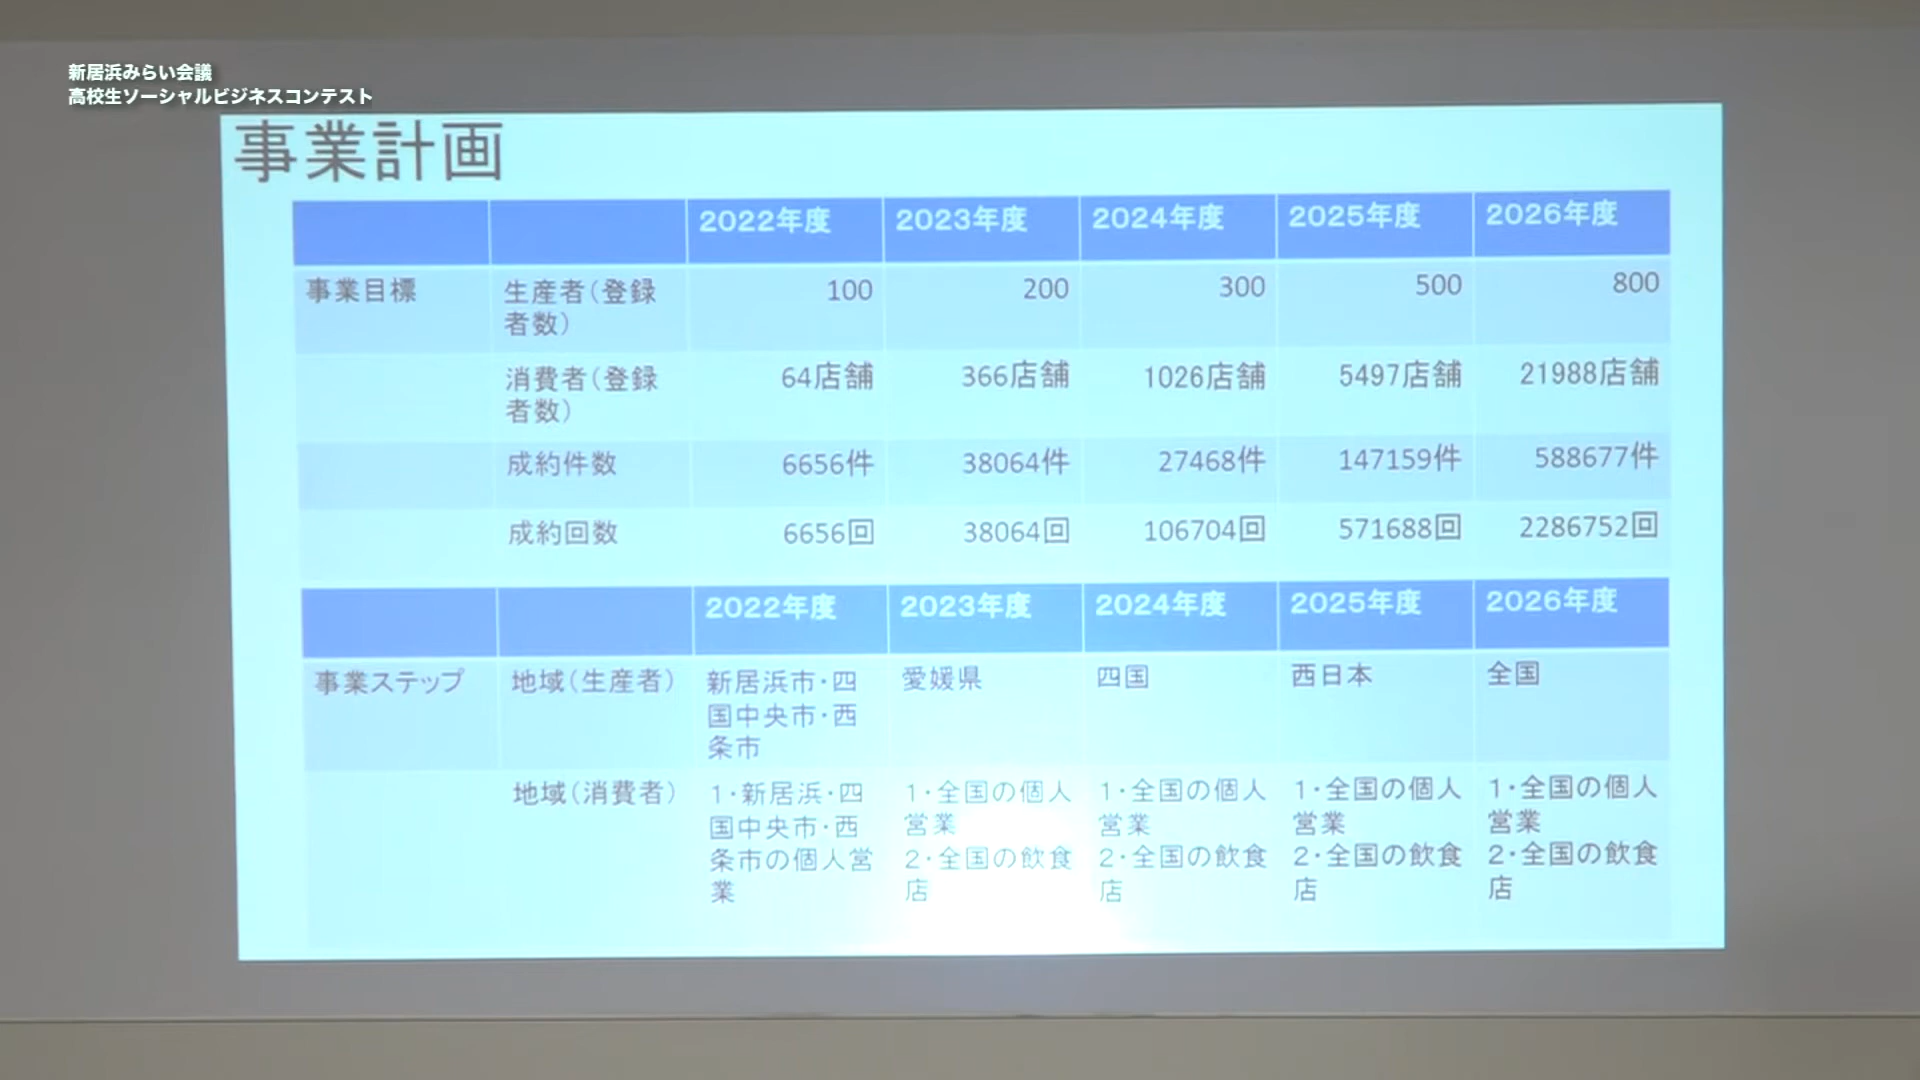 新居浜みらい会議
高校生ソーシャルビジネスコンテスト
事業計画
2022年度 2023年度 2024年度 2025年度 2026年度
事業目標 生産者(登録者数) 100 200 300 500 800
消費者(登録者数) 64店舗 366店舗 1026店舗 5497店舗 21988店舗
成約件数 6656件 38064件 27468件 147159件 588677件
成約回数 6656回 38064回 106704回 571688回 2286752回
2022年度 2023年度 2024年度 2025年度 2026年度
事業ステップ 地域(生産者) 新居浜市・四国中央市・西条市 愛媛県 四国 西日本 全国
地域(消費者) 1・新居浜・四国中央市・西条市の個人営業 1・全国の個人営業 2・全国の飲食店 1・全国の個人営業 2・全国の飲食店 1・全国の個人営業 2・全国の飲食店 1・全国の個人営業 2・全国の飲食店